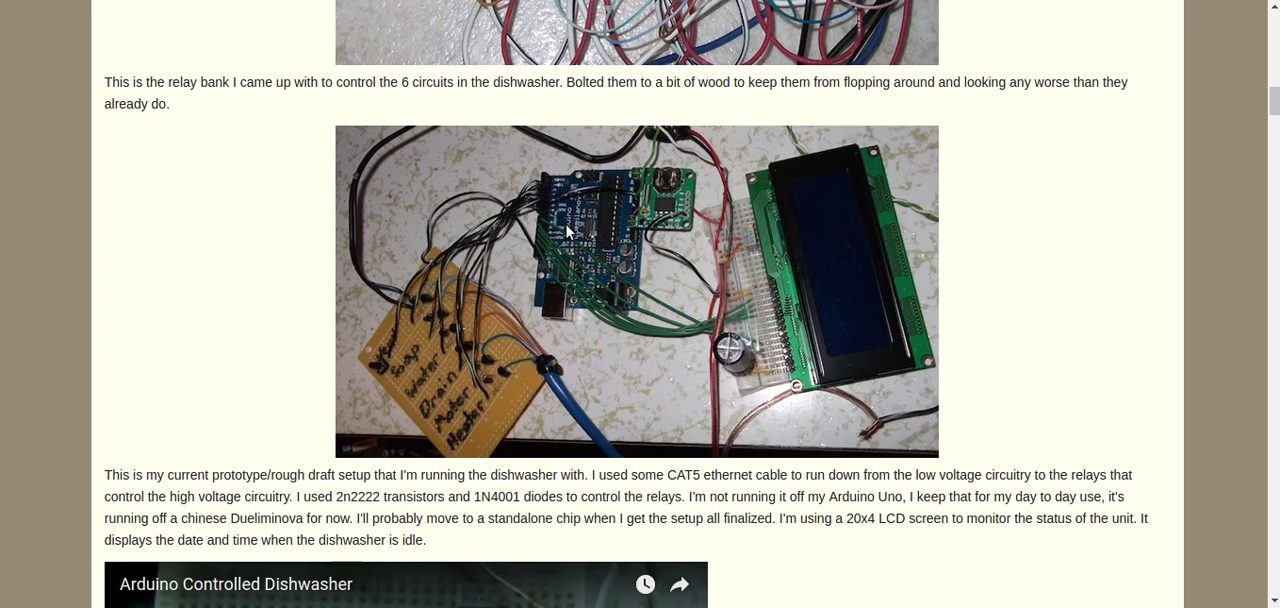 This is the relay bank I came up with to control the 6 circuits in the dishwasher. Bolted them to a bit of wood to keep them from flopping around and looking any worse than they
already do.
Soap
Water
Drain
Motor
Heater
This is my current prototype/rough draft setup that I'm running the dishwasher with. I used some CAT5 ethernet cable to run down from the low voltage circuitry to the relays that
control the high voltage circuitry. I used 2n2222 transistors and 1N4001 diodes to control the relays. I'm not running it off my Arduino Uno, I keep that for my day to day use, it's
running off a chinese Dueliminova for now. I'll probably move to a standalone chip when I get the setup all finalized. I'm using a 20x4 LCD screen to monitor the status of the unit. It
displays the date and time when the dishwasher is idle.
Arduino Controlled Dishwasher